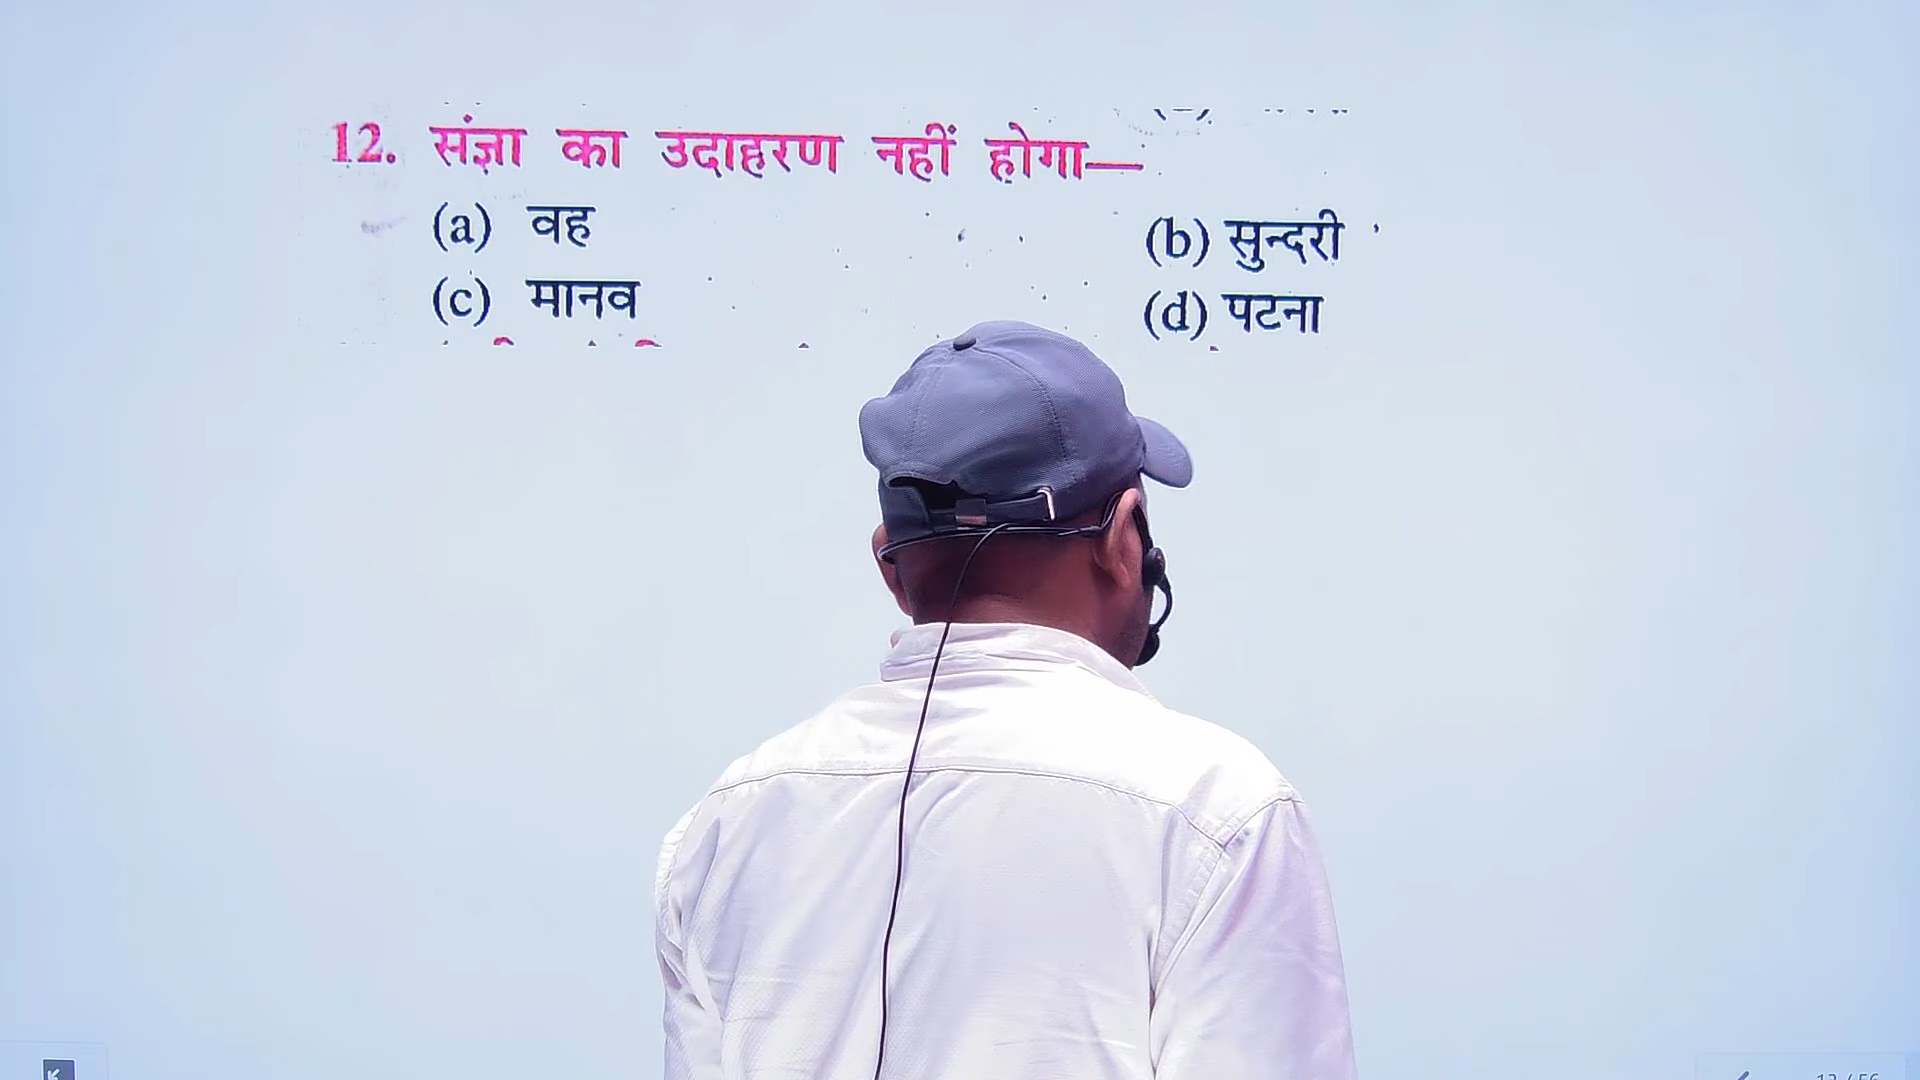 12. संज्ञा का उदाहरण नहीं होगा—
(a) वह
(b) सुन्दरी
(c) मानव
(d) पटना